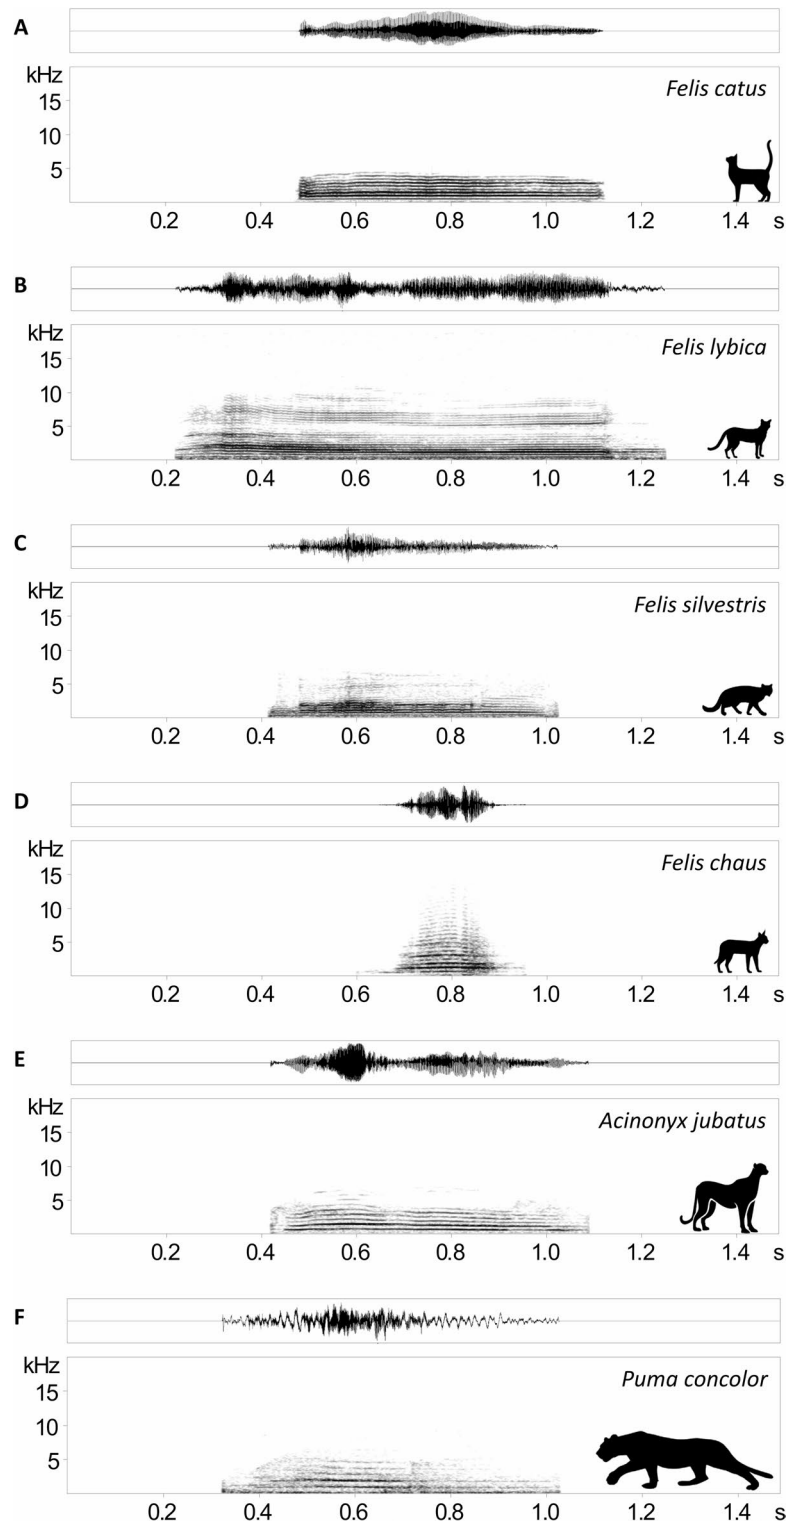 A
kHz
15
Felis catus
10
5
0.2 0.4 0.6 0.8 1.0 1.2 1.4 s
B
kHz
15
Felis lybica
10
5
0.2 0.4 0.6 0.8 1.0 1.2 1.4 s
C
kHz
15
Felis silvestris
10
5
0.2 0.4 0.6 0.8 1.0 1.2 1.4 s
D
kHz
15
Felis chaus
10
5
0.2 0.4 0.6 0.8 1.0 1.2 1.4 s
E
kHz
15
Acinonyx jubatus
10
5
0.2 0.4 0.6 0.8 1.0 1.2 1.4 s
F
kHz
15
Puma concolor
10
5
0.2 0.4 0.6 0.8 1.0 1.2 1.4 s